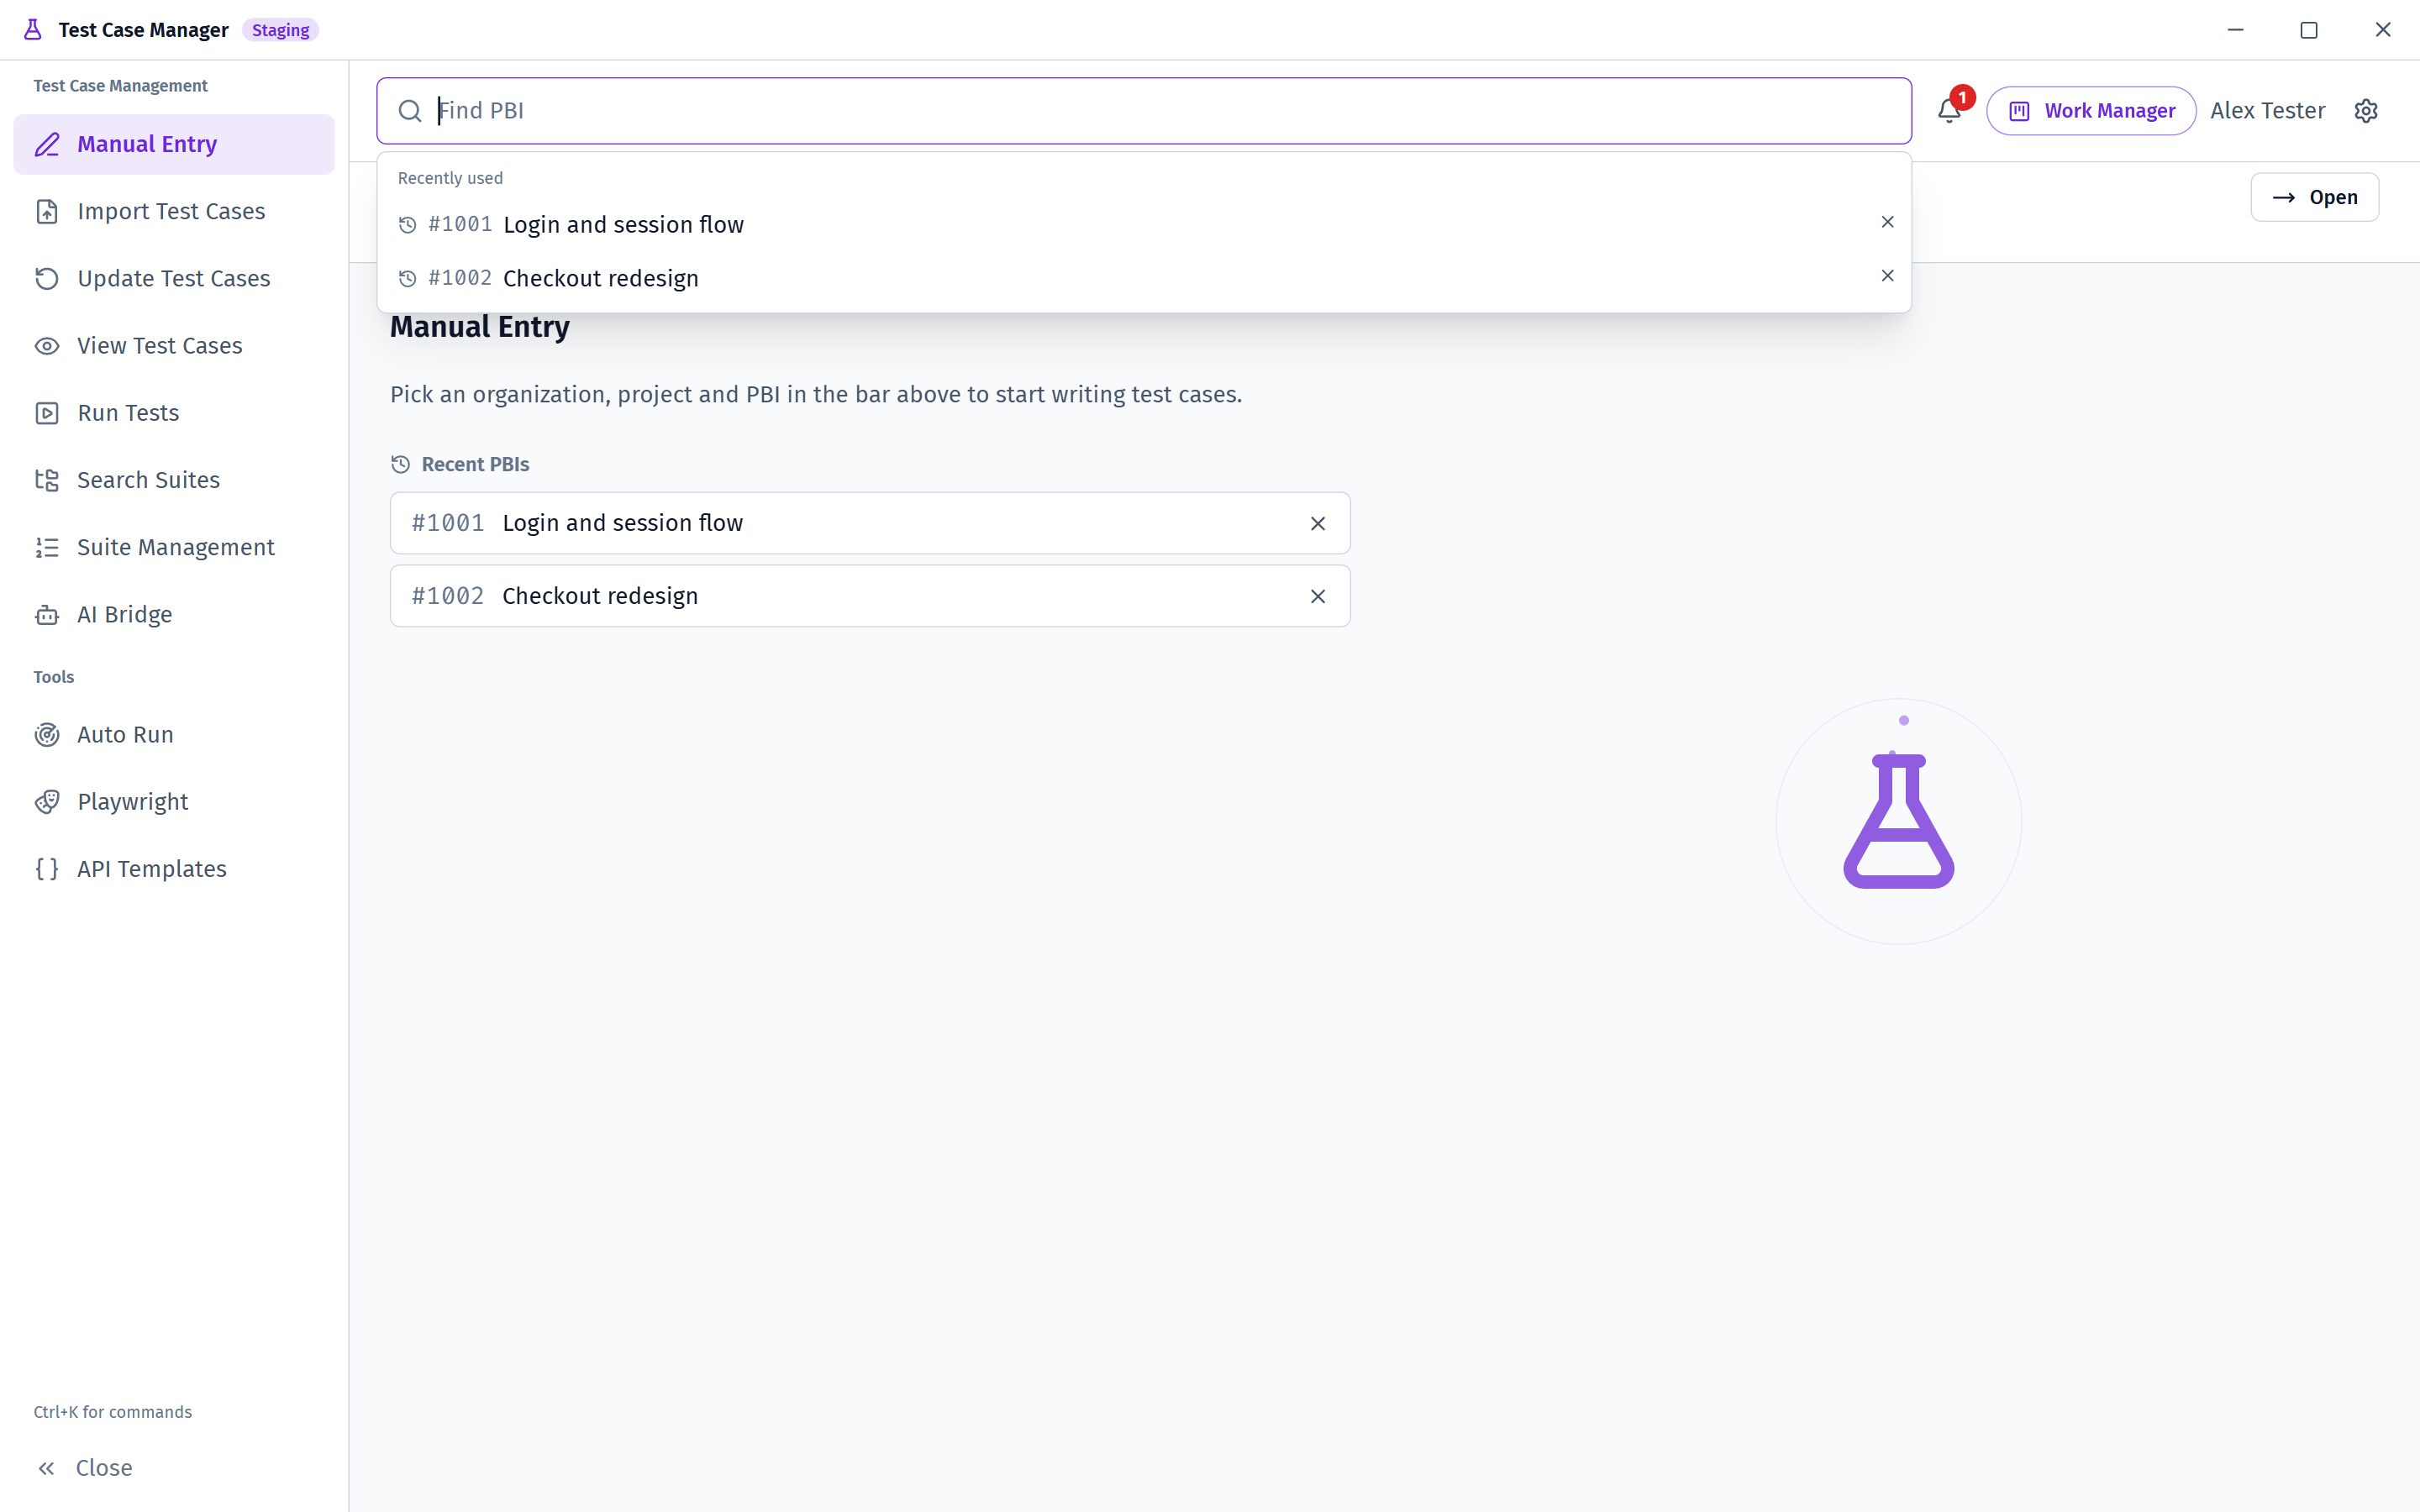 Test Case Manager Staging
Test Case Management
Manual Entry
Import Test Cases
Update Test Cases
View Test Cases
Run Tests
Search Suites
Suite Management
AI Bridge
Tools
Auto Run
Playwright
API Templates
Ctrl+K for commands
Close
Find PBI
1
Work Manager
Alex Tester
Recently used
#1001 Login and session flow
#1002 Checkout redesign
Open
Manual Entry
Pick an organization, project and PBI in the bar above to start writing test cases.
Recent PBIs
#1001 Login and session flow
#1002 Checkout redesign